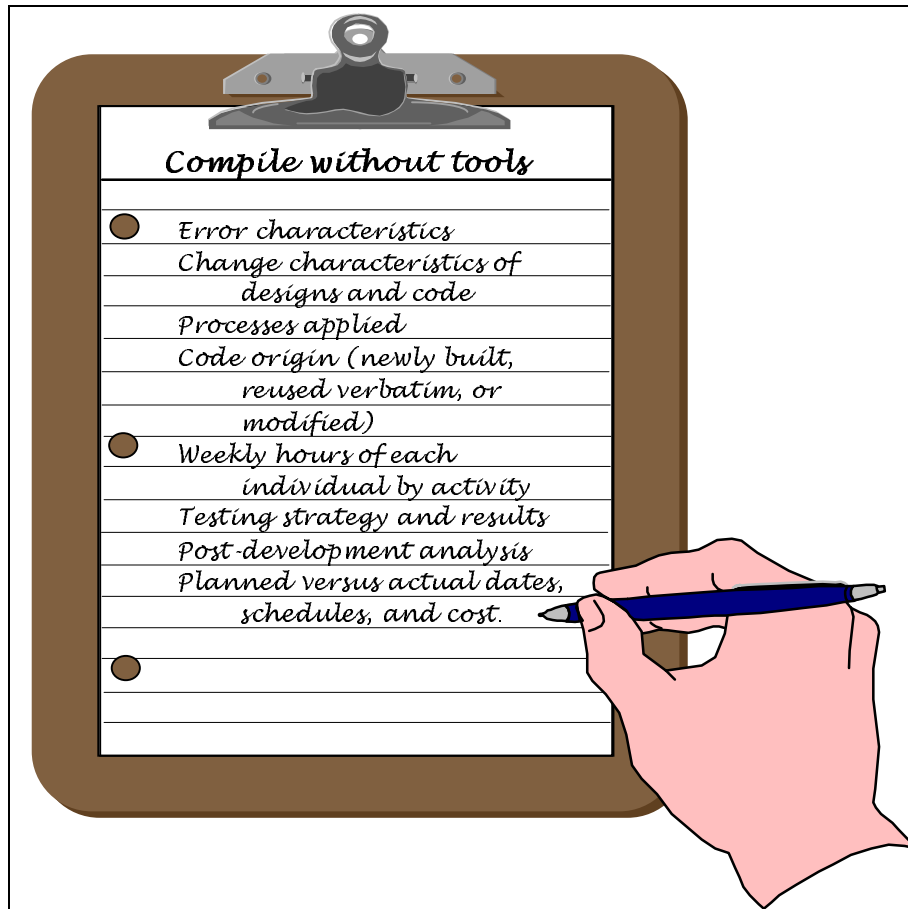 Compile without tools
Error characteristics
Change characteristics of
designs and code
Processes applied
Code origin (newly built,
reused verbatim, or
modified)
Weekly hours of each
individual by activity
Testing strategy and results
Post-development analysis
Planned versus actual dates,
schedules, and cost.